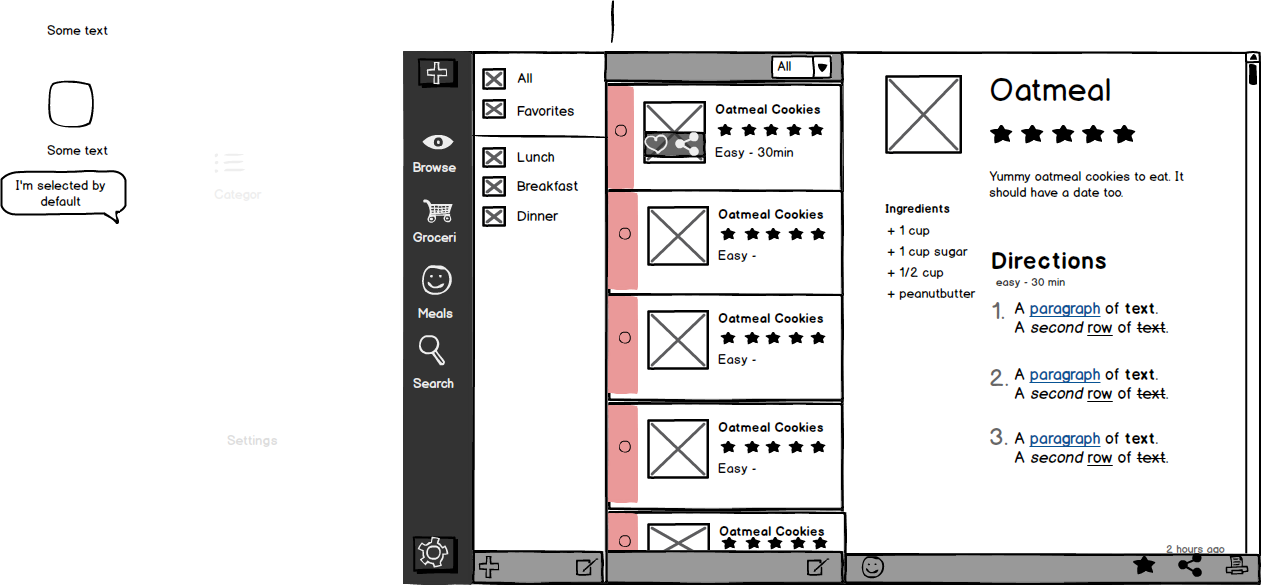 Some text
Some text
I'm selected by
default
Categor
Settings
Browse
Groceri
Meals
Search
All
Favorites
Lunch
Breakfast
Dinner
All
Oatmeal Cookies
Easy - 30min
Oatmeal Cookies
Easy -
Oatmeal Cookies
Easy -
Oatmeal Cookies
Easy -
Oatmeal Cookies
Oatmeal
Yummy oatmeal cookies to eat. It
should have a date too.
Ingredients
+ 1 cup
+ 1 cup sugar
+ 1/2 cup
+ peanutbutter
Directions
easy - 30 min
1. A paragraph of text.
A second row of text.
2. A paragraph of text.
A second row of text.
3. A paragraph of text.
A second row of text.
2 hours ago